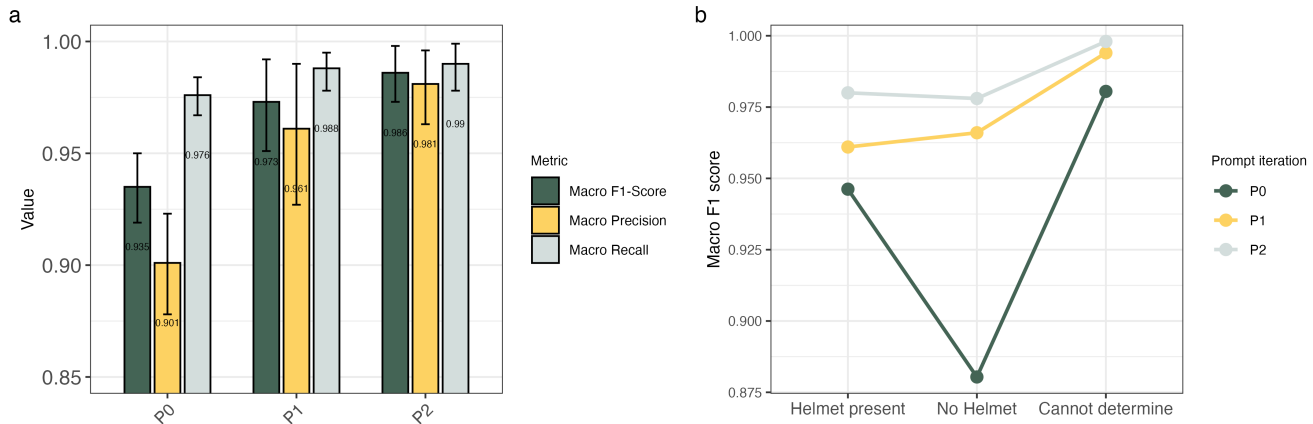 a
Value
1.00
0.95
0.90
0.85
0.935
0.901
0.976
0.973
0.961
0.988
0.986
0.981
0.99
P0
P1
P2
Metric
Macro F1-Score
Macro Precision
Macro Recall
b
Macro F1 score
1.000
0.975
0.950
0.925
0.900
0.875
Helmet present
No Helmet
Cannot determine
Prompt iteration
P0
P1
P2